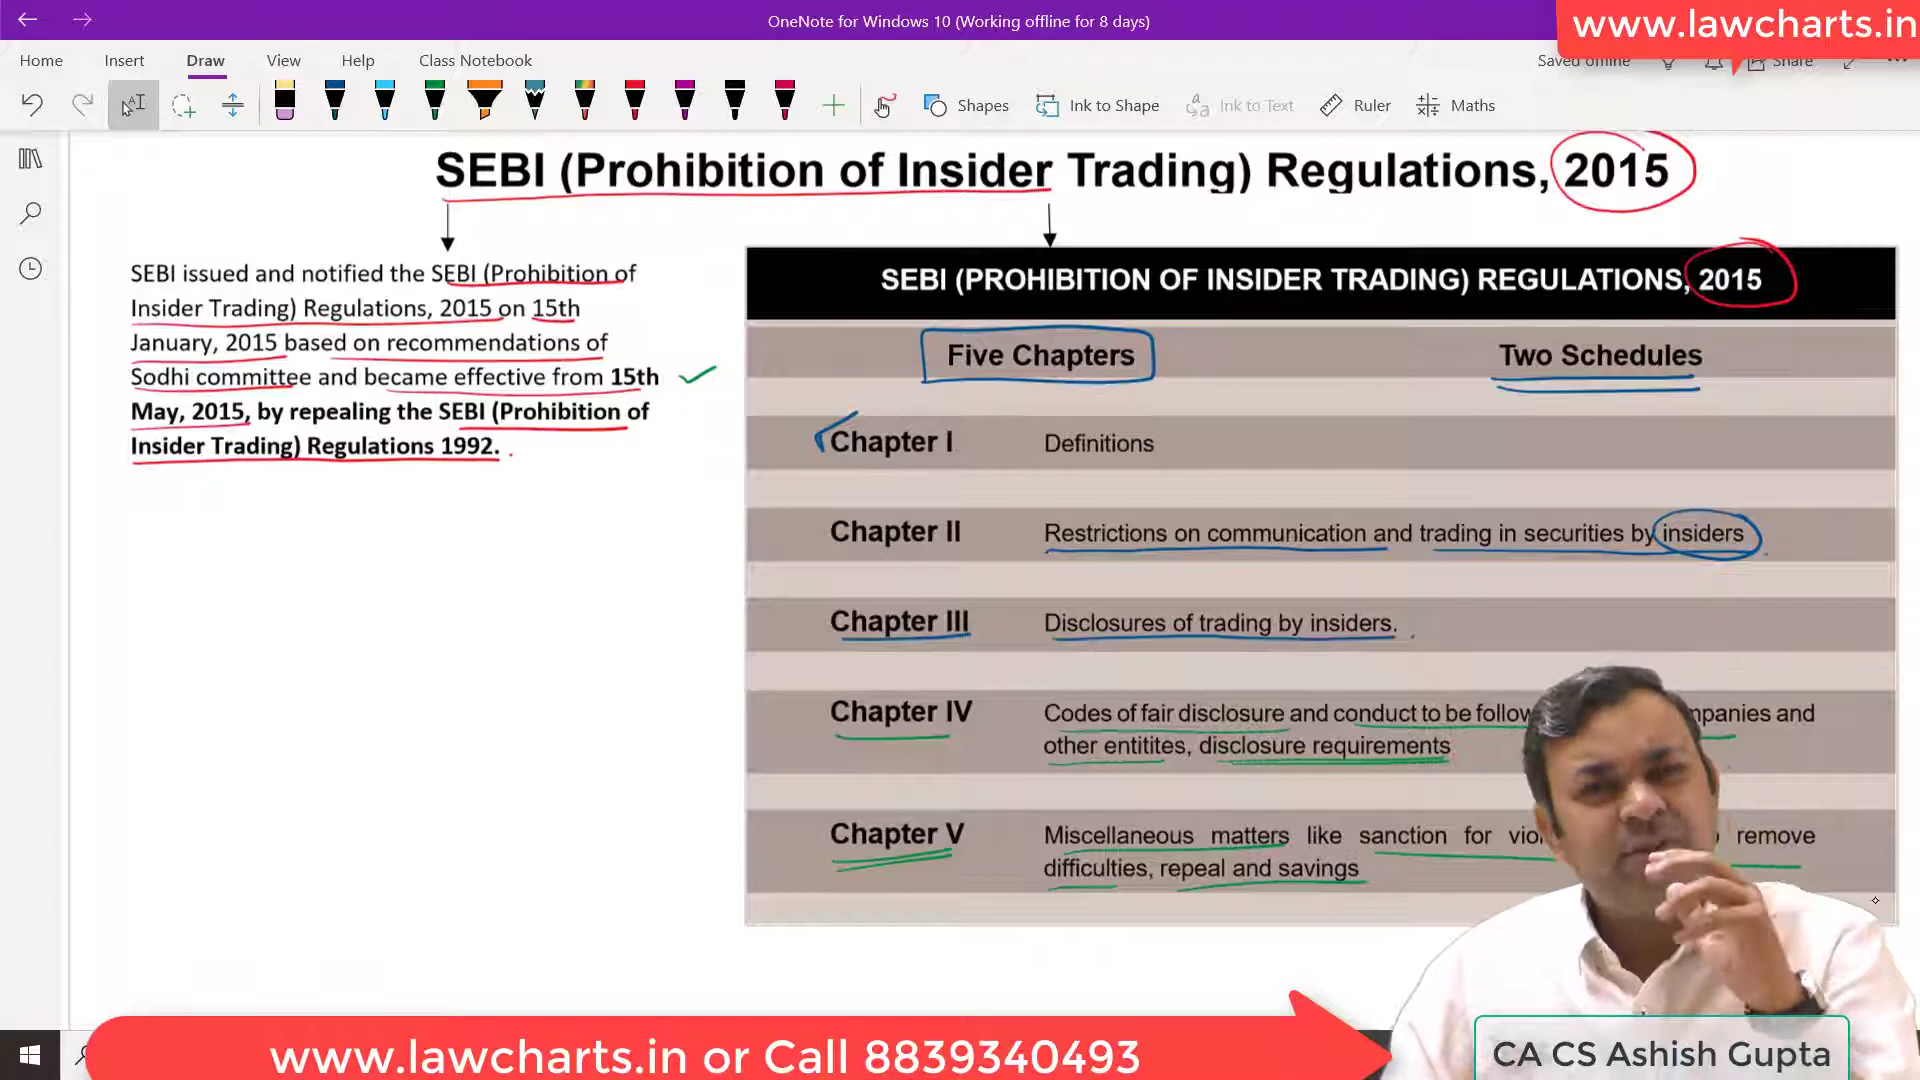 OneNote for Windows 10 (Working offline for 8 days)
www.lawcharts.in
Home Insert Draw View Help Class Notebook
Saved offline Share
Shapes Ink to Shape Ink to Text Ruler Maths
SEBI (Prohibition of Insider Trading) Regulations, 2015
SEBI issued and notified the SEBI (Prohibition of
Insider Trading) Regulations, 2015 on 15th
January, 2015 based on recommendations of
Sodhi committee and became effective from 15th
May, 2015, by repealing the SEBI (Prohibition of
Insider Trading) Regulations 1992.
SEBI (PROHIBITION OF INSIDER TRADING) REGULATIONS, 2015
Five Chapters Two Schedules
Chapter I Definitions
Chapter II Restrictions on communication and trading in securities by insiders
Chapter III Disclosures of trading by insiders.
Chapter IV Codes of fair disclosure and conduct to be
other entitites, disclosure requirements
Chapter V Miscellaneous matters like sanction for remove
difficulties, repeal and savings
www.lawcharts.in or Call 8839340493
CA CS Ashish Gupta